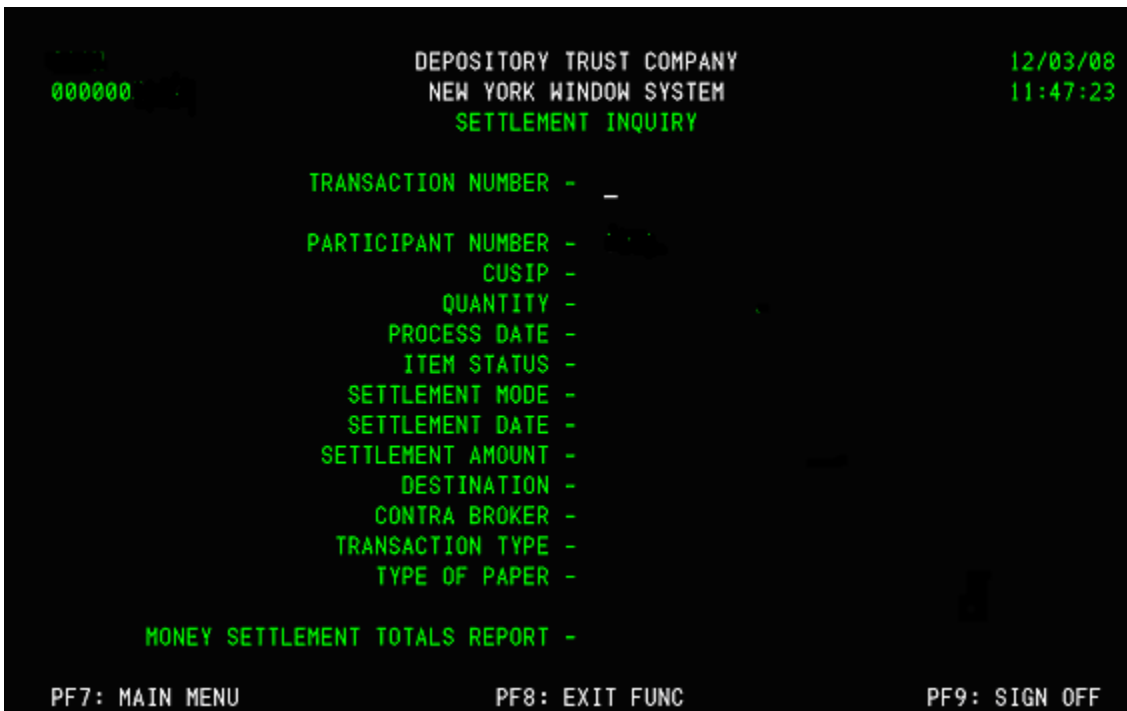 DEPOSITORY TRUST COMPANY 12/03/08
000000 NEW YORK WINDOW SYSTEM 11:47:23
SETTLEMENT INQUIRY
TRANSACTION NUMBER - _
PARTICIPANT NUMBER -
CUSIP -
QUANTITY -
PROCESS DATE -
ITEM STATUS -
SETTLEMENT MODE -
SETTLEMENT DATE -
SETTLEMENT AMOUNT -
DESTINATION -
CONTRA BROKER -
TRANSACTION TYPE -
TYPE OF PAPER -
MONEY SETTLEMENT TOTALS REPORT -
PF7: MAIN MENU PF8: EXIT FUNC PF9: SIGN OFF